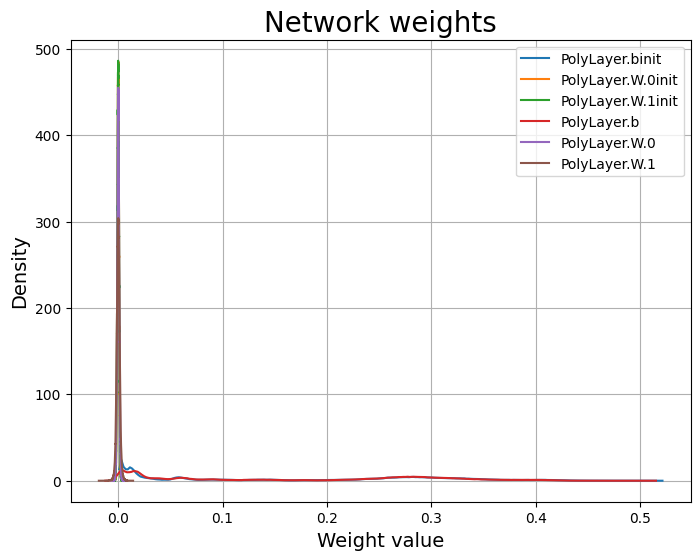 Network weights
500
400
300
200
100
0
Density
PolyLayer.binit
PolyLayer.W.0init
PolyLayer.W.1init
PolyLayer.b
PolyLayer.W.0
PolyLayer.W.1
0.0 0.1 0.2 0.3 0.4 0.5
Weight value